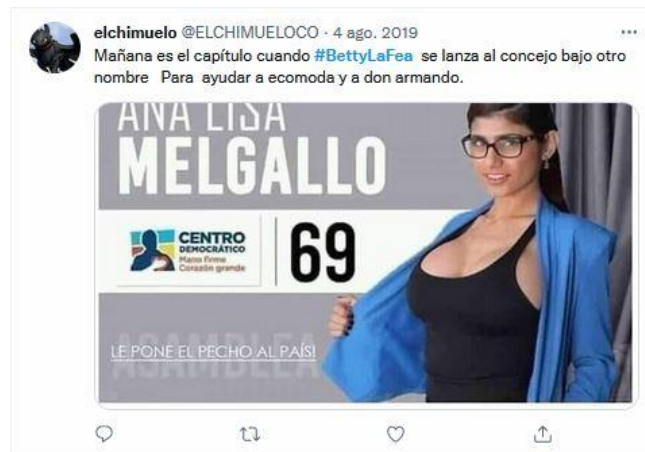 elchimuelo @ELCHIMUELOCO · 4 ago. 2019
Mañana es el capítulo cuando #BettyLaFea se lanza al concejo bajo otro
nombre Para ayudar a ecomoda y a don armando.
ANA LISA
MELGALLO
CENTRO
DEMOCRÁTICO
Mano firme
Corazón grande
69
LE PONE EL PECHO AL PAÍS!
ASAMBLEA